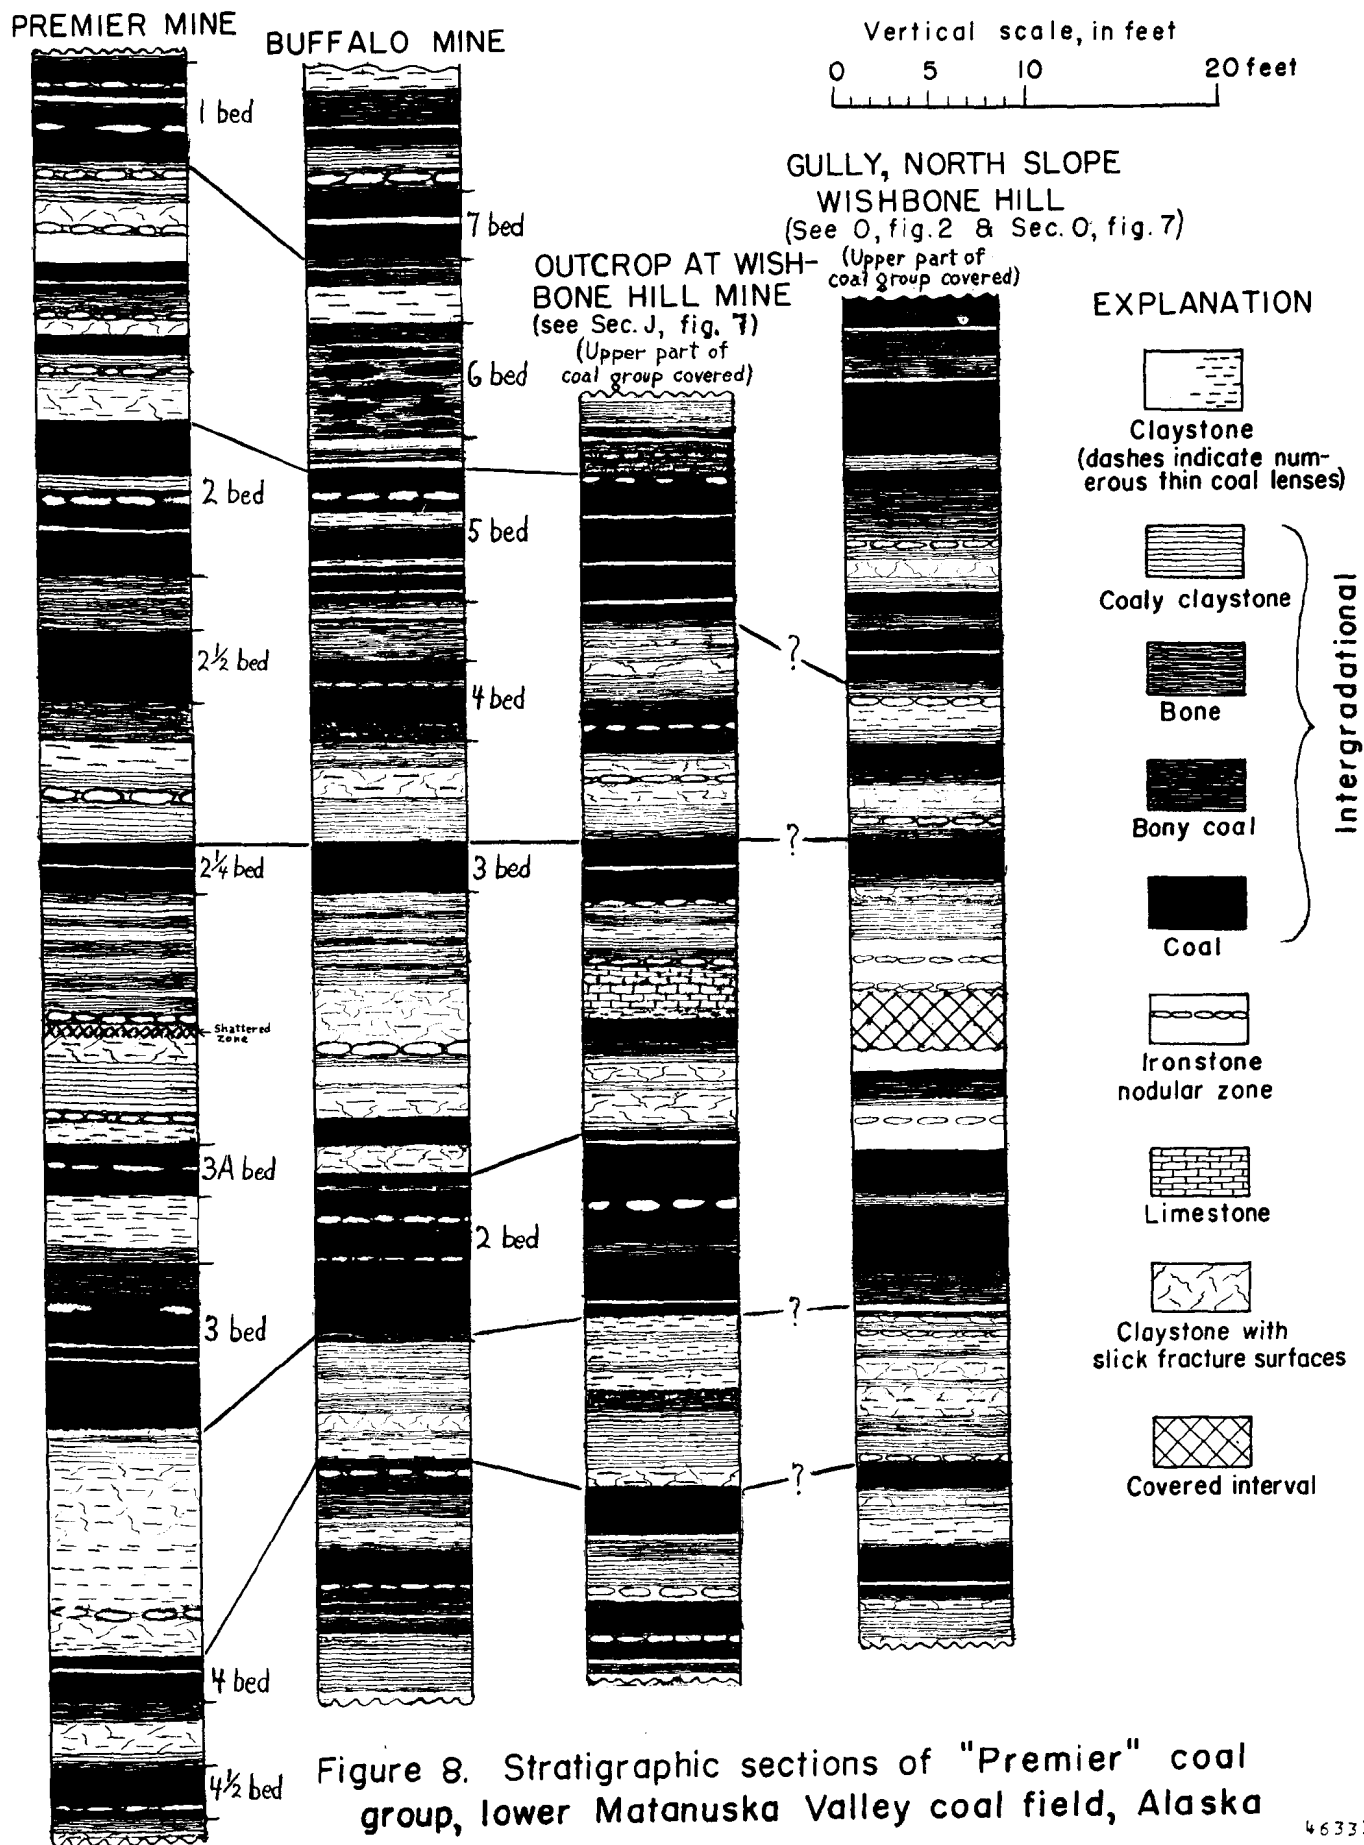 PREMIER MINE
1 bed
2 bed
2½ bed
2¼ bed
Shattered
zone
3A bed
3 bed
4 bed
4½ bed
BUFFALO MINE
7 bed
6 bed
5 bed
4 bed
3 bed
2 bed
OUTCROP AT WISH-
BONE HILL MINE
(see Sec. J, fig. 7)
(Upper part of
coal group covered)
?
?
?
?
Vertical scale, in feet
0 5 10 20 feet
GULLY, NORTH SLOPE
WISHBONE HILL
(See O, fig. 2 & Sec. O, fig. 7)
(Upper part of
coal group covered)
EXPLANATION
Claystone
(dashes indicate num-
erous thin coal lenses)
Coaly claystone
Bone
Bony coal
Coal
Intergradational
Ironstone
nodular zone
Limestone
Claystone with
slick fracture surfaces
Covered interval
Figure 8. Stratigraphic sections of "Premier" coal
group, lower Matanuska Valley coal field, Alaska